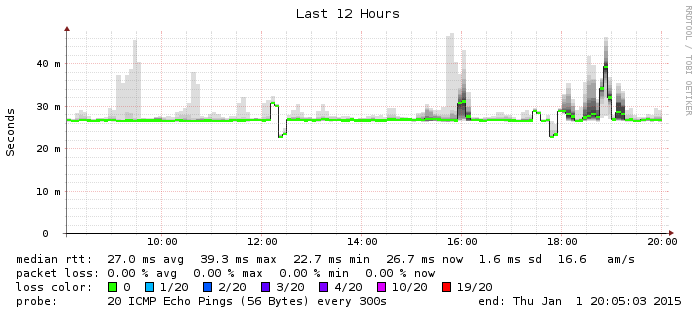 Last 12 Hours
RRDTOOL / TOBI OETIKER
Seconds
40 m
30 m
20 m
10 m
0
10:00 12:00 14:00 16:00 18:00 20:00
median rtt: 27.0 ms avg 39.3 ms max 22.7 ms min 26.7 ms now 1.6 ms sd 16.6 am/s
packet loss: 0.00 % avg 0.00 % max 0.00 % min 0.00 % now
loss color: 0 1/20 2/20 3/20 4/20 10/20 19/20
probe: 20 ICMP Echo Pings (56 Bytes) every 300s end: Thu Jan 1 20:05:03 2015